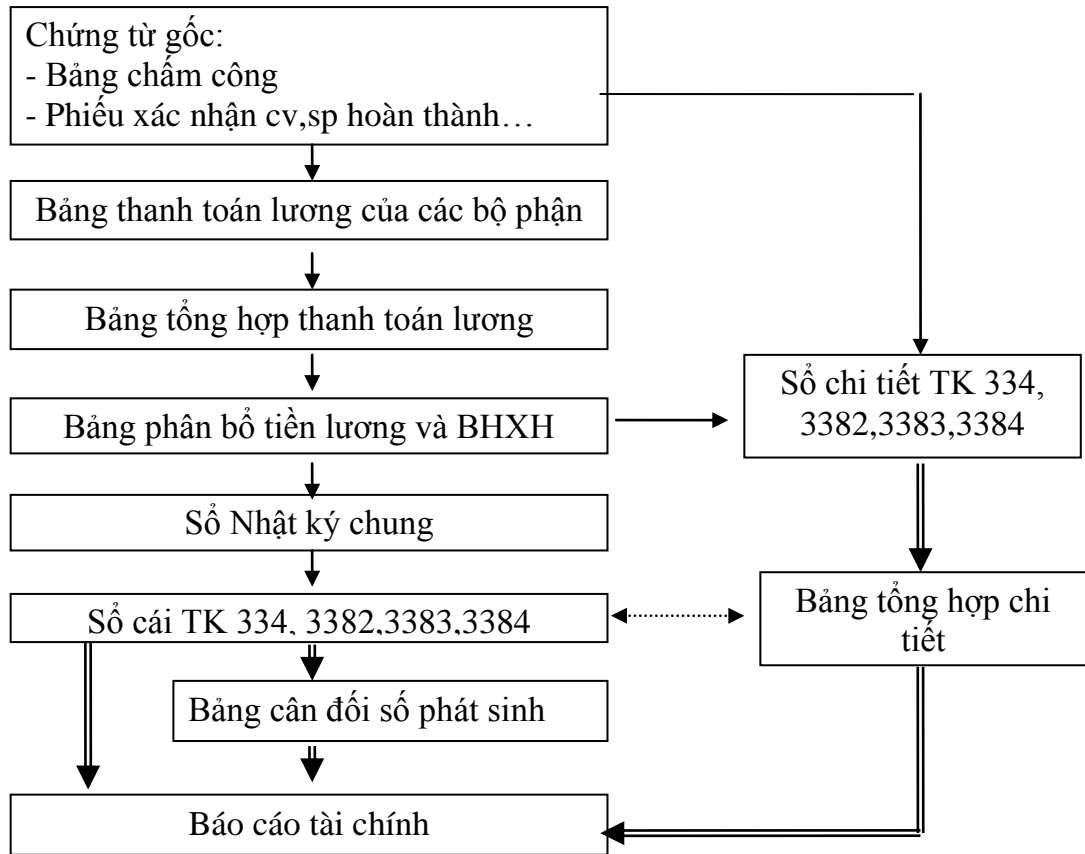 Chứng từ gốc:
- Bảng chấm công
- Phiếu xác nhận cv,sp hoàn thành…
Bảng thanh toán lương của các bộ phận
Bảng tổng hợp thanh toán lương
Bảng phân bổ tiền lương và BHXH
Sổ chi tiết TK 334,
3382,3383,3384
Sổ Nhật ký chung
Sổ cái TK 334, 3382,3383,3384
Bảng tổng hợp chi
tiết
Bảng cân đối số phát sinh
Báo cáo tài chính